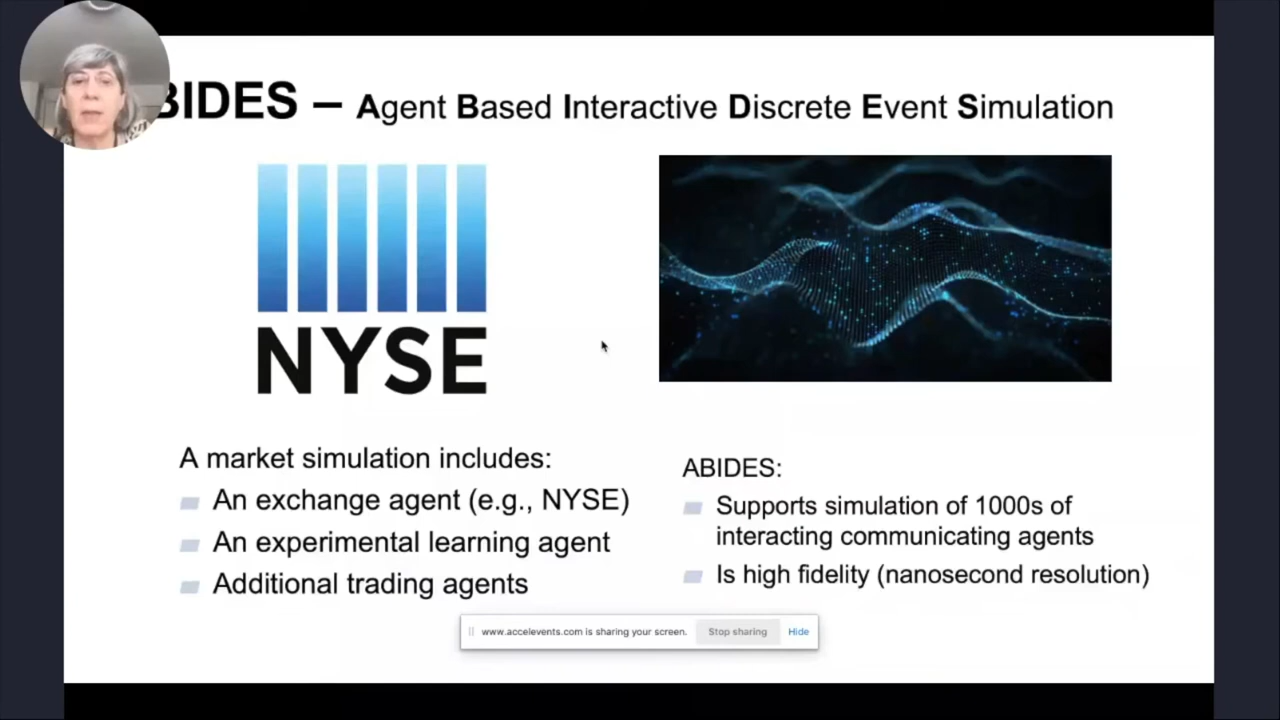 BIDES – Agent Based Interactive Discrete Event Simulation
NYSE
A market simulation includes:
An exchange agent (e.g., NYSE)
An experimental learning agent
Additional trading agents
ABIDES:
Supports simulation of 1000s of
interacting communicating agents
Is high fidelity (nanosecond resolution)
www.accelevents.com is sharing your screen. Stop sharing Hide